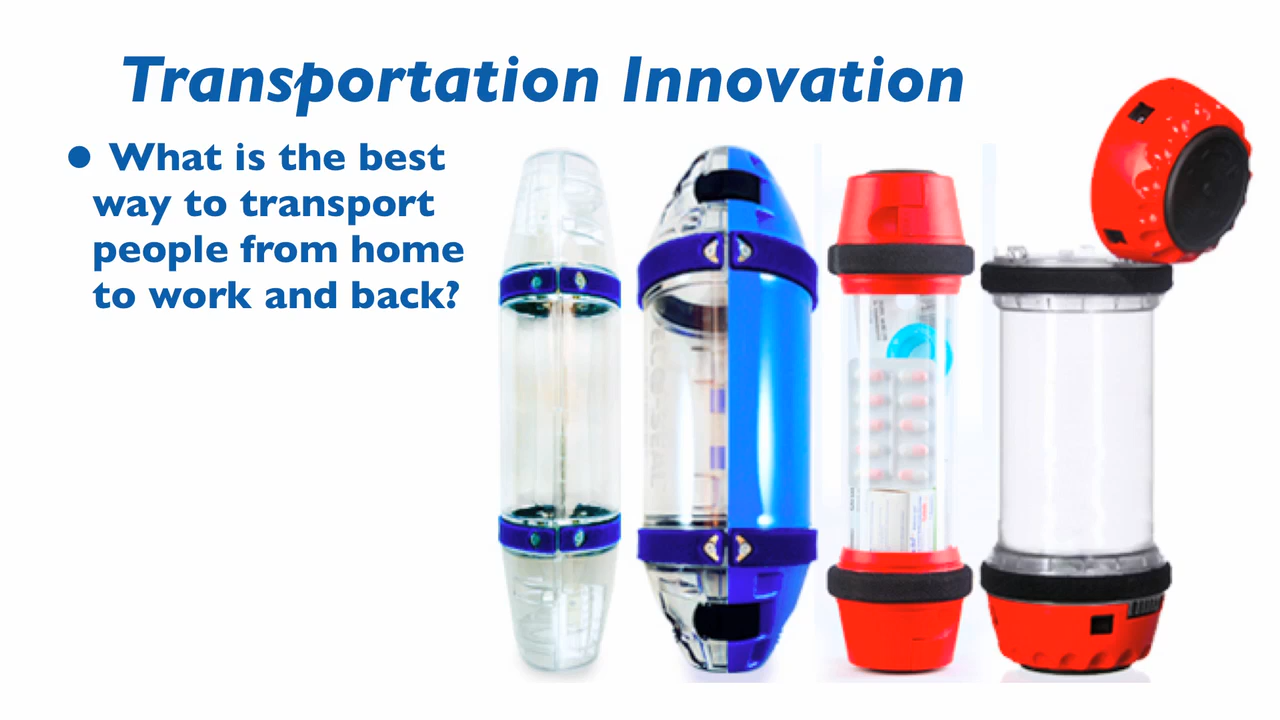 Transportation Innovation
● What is the best
way to transport
people from home
to work and back?